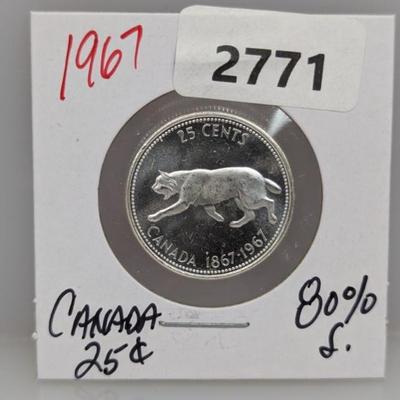 1967
2771
25 CENTS
CANADA 1867-1967
CANADA
25¢
80%
S.